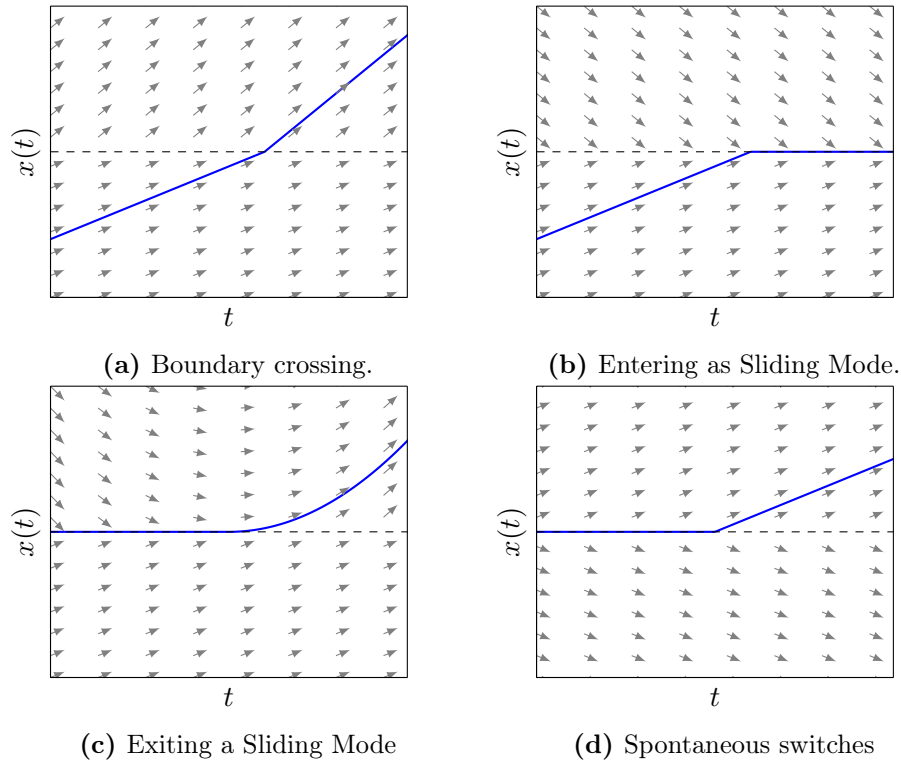 x(t)
t
(a) Boundary crossing.
x(t)
t
(b) Entering as Sliding Mode.
x(t)
t
(c) Exiting a Sliding Mode
x(t)
t
(d) Spontaneous switches